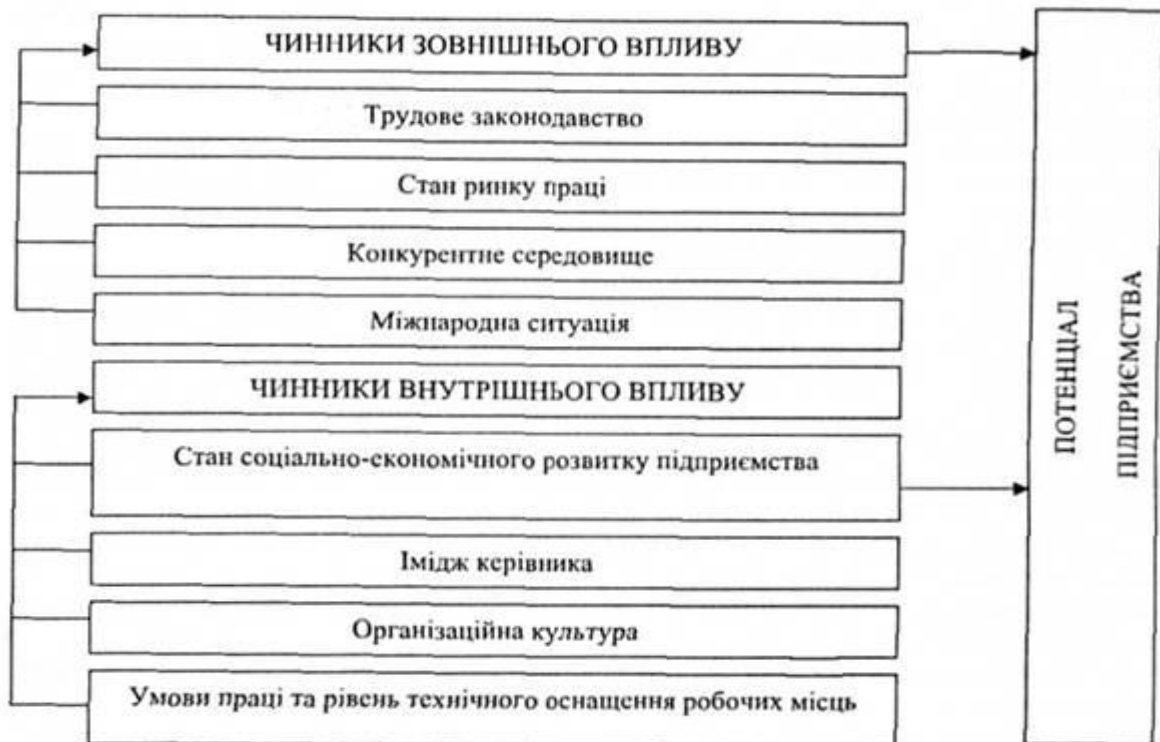 ЧИННИКИ ЗОВНІШНЬОГО ВПЛИВУ
Трудове законодавство
Стан ринку праці
Конкурентне середовище
Міжнародна ситуація
ЧИННИКИ ВНУТРІШНЬОГО ВПЛИВУ
Стан соціально-економічного розвитку підприємства
Імідж керівника
Організаційна культура
Умови праці та рівень технічного оснащення робочих місць
ПОТЕНЦІАЛ
ПІДПРИЄМСТВА